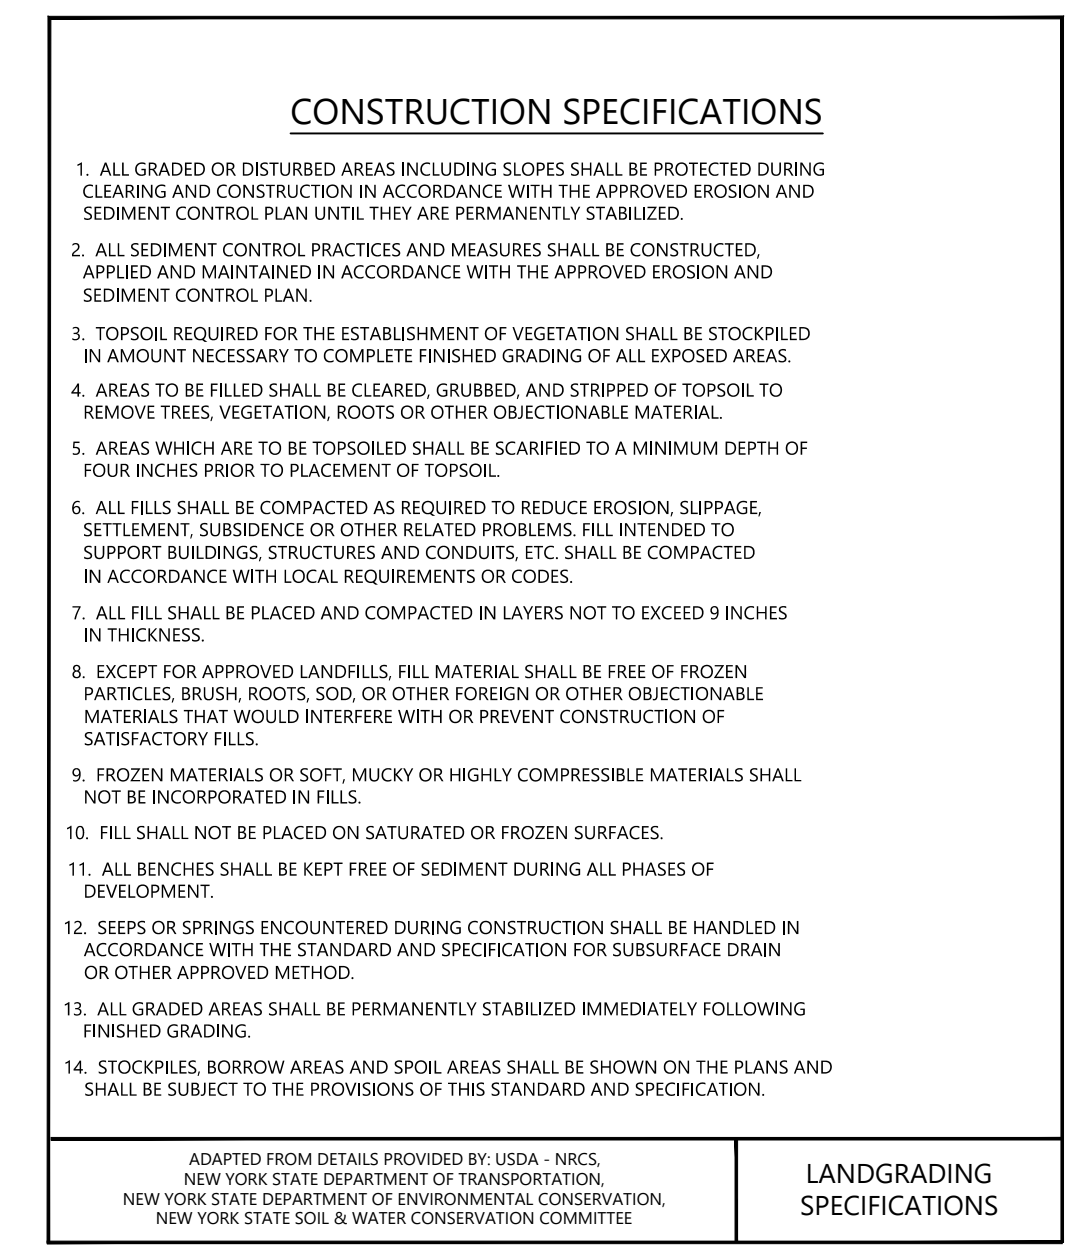 CONSTRUCTION SPECIFICATIONS
1. ALL GRADED OR DISTURBED AREAS INCLUDING SLOPES SHALL BE PROTECTED DURING
CLEARING AND CONSTRUCTION IN ACCORDANCE WITH THE APPROVED EROSION AND
SEDIMENT CONTROL PLAN UNTIL THEY ARE PERMANENTLY STABILIZED.
2. ALL SEDIMENT CONTROL PRACTICES AND MEASURES SHALL BE CONSTRUCTED,
APPLIED AND MAINTAINED IN ACCORDANCE WITH THE APPROVED EROSION AND
SEDIMENT CONTROL PLAN.
3. TOPSOIL REQUIRED FOR THE ESTABLISHMENT OF VEGETATION SHALL BE STOCKPILED
IN AMOUNT NECESSARY TO COMPLETE FINISHED GRADING OF ALL EXPOSED AREAS.
4. AREAS TO BE FILLED SHALL BE CLEARED, GRUBBED, AND STRIPPED OF TOPSOIL TO
REMOVE TREES, VEGETATION, ROOTS OR OTHER OBJECTIONABLE MATERIAL.
5. AREAS WHICH ARE TO BE TOPSOILED SHALL BE SCARIFIED TO A MINIMUM DEPTH OF
FOUR INCHES PRIOR TO PLACEMENT OF TOPSOIL.
6. ALL FILLS SHALL BE COMPACTED AS REQUIRED TO REDUCE EROSION, SLIPPAGE,
SETTLEMENT, SUBSIDENCE OR OTHER RELATED PROBLEMS. FILL INTENDED TO
SUPPORT BUILDINGS, STRUCTURES AND CONDUITS, ETC. SHALL BE COMPACTED
IN ACCORDANCE WITH LOCAL REQUIREMENTS OR CODES.
7. ALL FILL SHALL BE PLACED AND COMPACTED IN LAYERS NOT TO EXCEED 9 INCHES
IN THICKNESS.
8. EXCEPT FOR APPROVED LANDFILLS, FILL MATERIAL SHALL BE FREE OF FROZEN
PARTICLES, BRUSH, ROOTS, SOD, OR OTHER FOREIGN OR OTHER OBJECTIONABLE
MATERIALS THAT WOULD INTERFERE WITH OR PREVENT CONSTRUCTION OF
SATISFACTORY FILLS.
9. FROZEN MATERIALS OR SOFT, MUCKY OR HIGHLY COMPRESSIBLE MATERIALS SHALL
NOT BE INCORPORATED IN FILLS.
10. FILL SHALL NOT BE PLACED ON SATURATED OR FROZEN SURFACES.
11. ALL BENCHES SHALL BE KEPT FREE OF SEDIMENT DURING ALL PHASES OF
DEVELOPMENT.
12. SEEPS OR SPRINGS ENCOUNTERED DURING CONSTRUCTION SHALL BE HANDLED IN
ACCORDANCE WITH THE STANDARD AND SPECIFICATION FOR SUBSURFACE DRAIN
OR OTHER APPROVED METHOD.
13. ALL GRADED AREAS SHALL BE PERMANENTLY STABILIZED IMMEDIATELY FOLLOWING
FINISHED GRADING.
14. STOCKPILES, BORROW AREAS AND SPOIL AREAS SHALL BE SHOWN ON THE PLANS AND
SHALL BE SUBJECT TO THE PROVISIONS OF THIS STANDARD AND SPECIFICATION.
ADAPTED FROM DETAILS PROVIDED BY: USDA - NRCS,
NEW YORK STATE DEPARTMENT OF TRANSPORTATION,
NEW YORK STATE DEPARTMENT OF ENVIRONMENTAL CONSERVATION,
NEW YORK STATE SOIL & WATER CONSERVATION COMMITTEE
LANDGRADING
SPECIFICATIONS